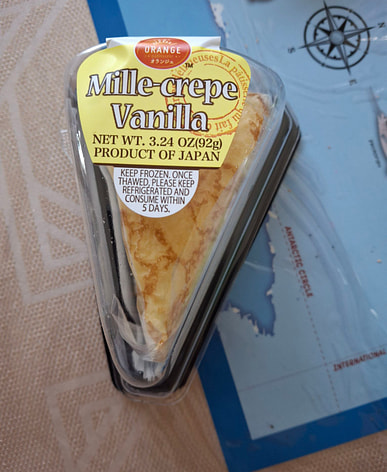 ORANGE
オランジェ
Mille-crepe™
Vanilla
NET WT. 3.24 OZ(92g)
PRODUCT OF JAPAN
KEEP FROZEN. ONCE
THAWED, PLEASE KEEP
REFRIGERATED AND
CONSUME WITHIN
5 DAYS.
ANTARCTIC CIRCLE
INTERNATIONAL